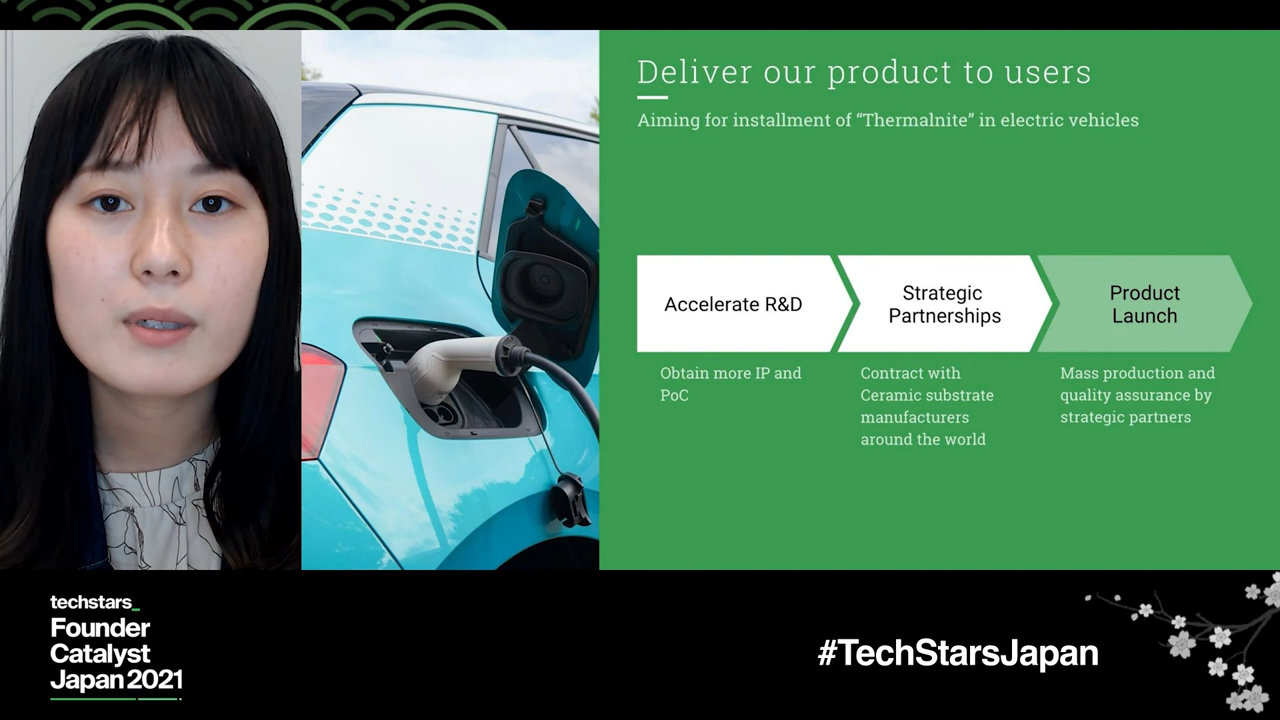 Deliver our product to users
Aiming for installment of “Thermalnite” in electric vehicles
Accelerate R&D
Strategic
Partnerships
Product
Launch
Obtain more IP and
PoC
Contract with
Ceramic substrate
manufacturers
around the world
Mass production and
quality assurance by
strategic partners
techstars_
Founder
Catalyst
Japan 2021
#TechStarsJapan